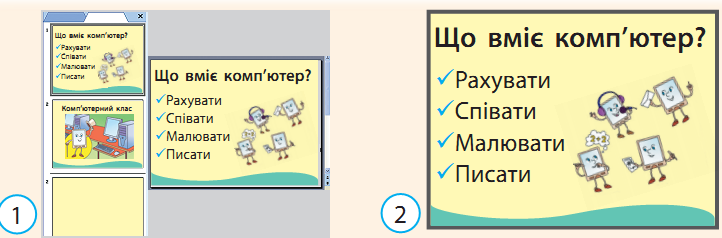 1
Що вміє комп’ютер?
Рахувати
Співати
Малювати
Писати
2
Комп’ютерний клас
2
Що вміє комп’ютер?
Рахувати
Співати
Малювати
Писати
1
Що вміє комп’ютер?
Рахувати
Співати
Малювати
Писати
2